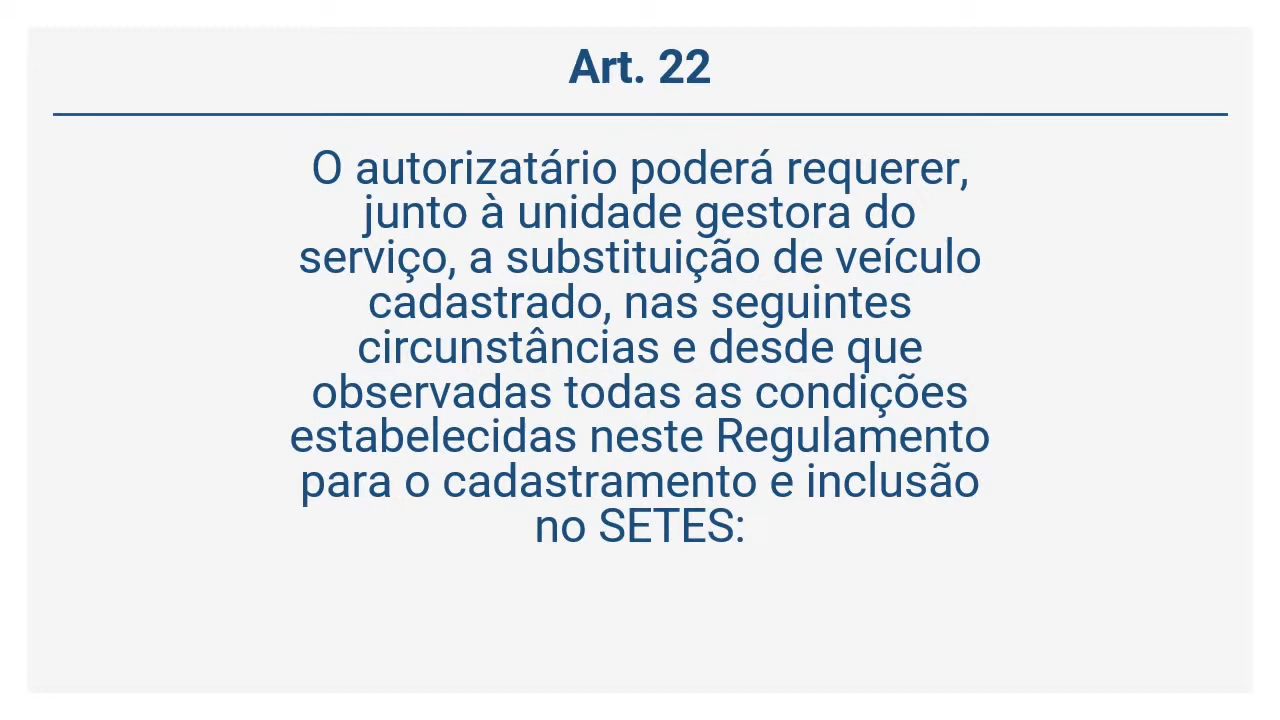 Art. 22
O autorizatário poderá requerer,
junto à unidade gestora do
serviço, a substituição de veículo
cadastrado, nas seguintes
circunstâncias e desde que
observadas todas as condições
estabelecidas neste Regulamento
para o cadastramento e inclusão
no SETES: